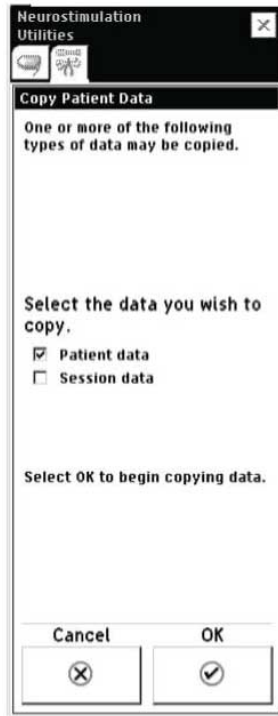 Neurostimulation
Utilities
Copy Patient Data
One or more of the following
types of data may be copied.
Select the data you wish to
copy.
Patient data
Session data
Select OK to begin copying data.
Cancel
OK